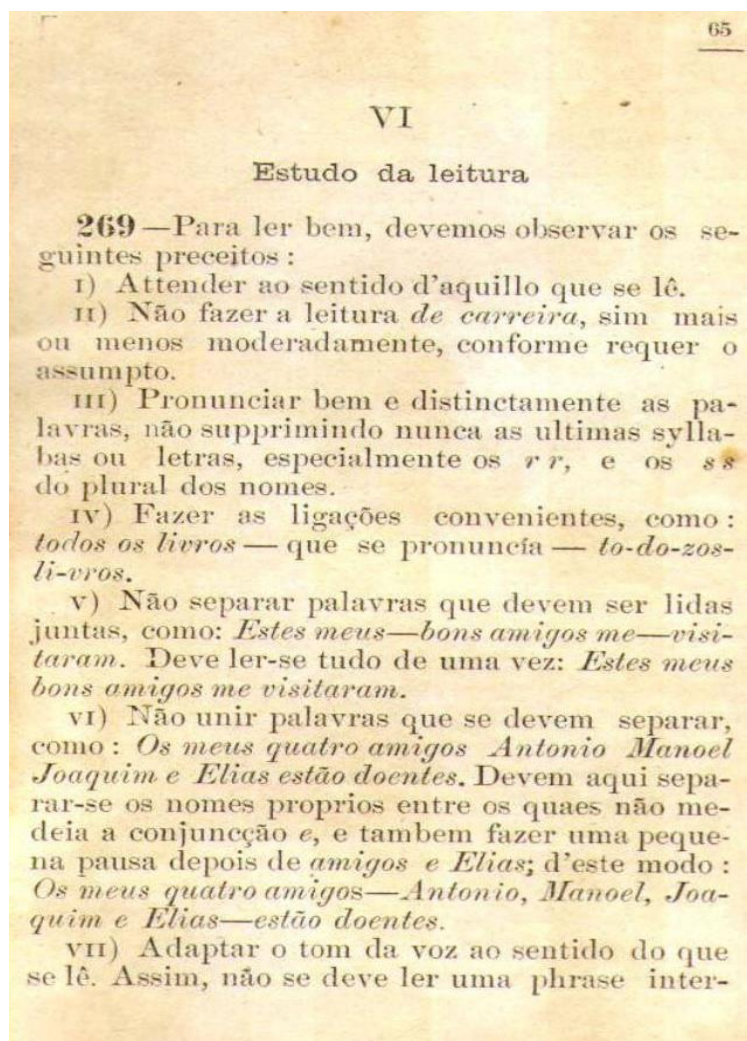 65
VI
Estudo da leitura
269—Para ler bem, devemos observar os se-
guintes preceitos :
I) Attender ao sentido d'aquillo que se lê.
II) Não fazer a leitura de carreira, sim mais
ou menos moderadamente, conforme requer o
assumpto.
III) Pronunciar bem e distinctamente as pa-
lavras, não supprimindo nunca as ultimas sylla-
bas ou letras, especialmente os r r, e os s s
do plural dos nomes.
IV) Fazer as ligações convenientes, como :
todos os livros — que se pronuncía — to-do-zos-
li-vros.
V) Não separar palavras que devem ser lidas
juntas, como: Estes meus—bons amigos me—visi-
taram. Deve ler-se tudo de uma vez: Estes meus
bons amigos me visitaram.
VI) Não unir palavras que se devem separar,
como : Os meus quatro amigos Antonio Manoel
Joaquim e Elias estão doentes. Devem aqui sepa-
rar-se os nomes proprios entre os quaes não me-
deia a conjuncção e, e tambem fazer uma peque-
na pausa depois de amigos e Elias; d'este modo :
Os meus quatro amigos—Antonio, Manoel, Joa-
quim e Elias—estão doentes.
VII) Adaptar o tom da voz ao sentido do que
se lê. Assim, não se deve ler uma phrase inter-